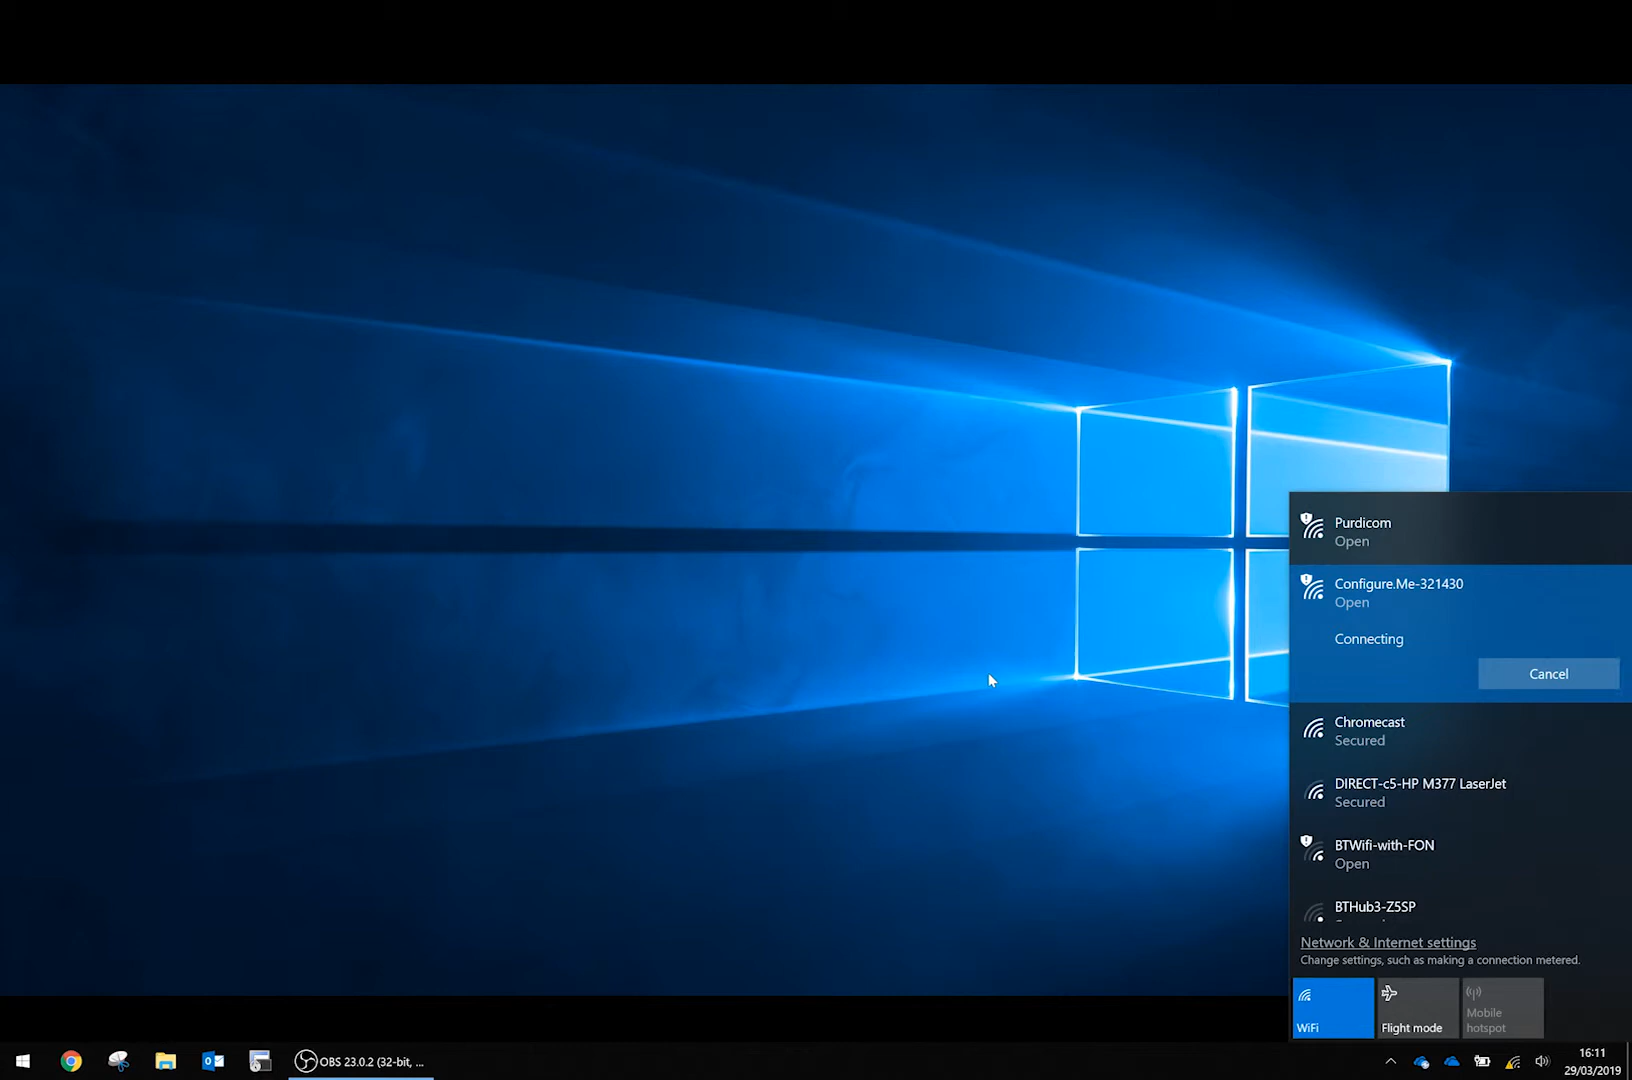 Purdicom
Open
Configure.Me-321430
Open
Connecting
Cancel
Chromecast
Secured
DIRECT-c5-HP M377 LaserJet
Secured
BTWifi-with-FON
Open
BTHub3-Z5SP
Network & Internet settings
Change settings, such as making a connection metered.
WiFi
Flight mode
Mobile
hotspot
OBS 23.0.2 (32-bit, ...
16:11
29/03/2019